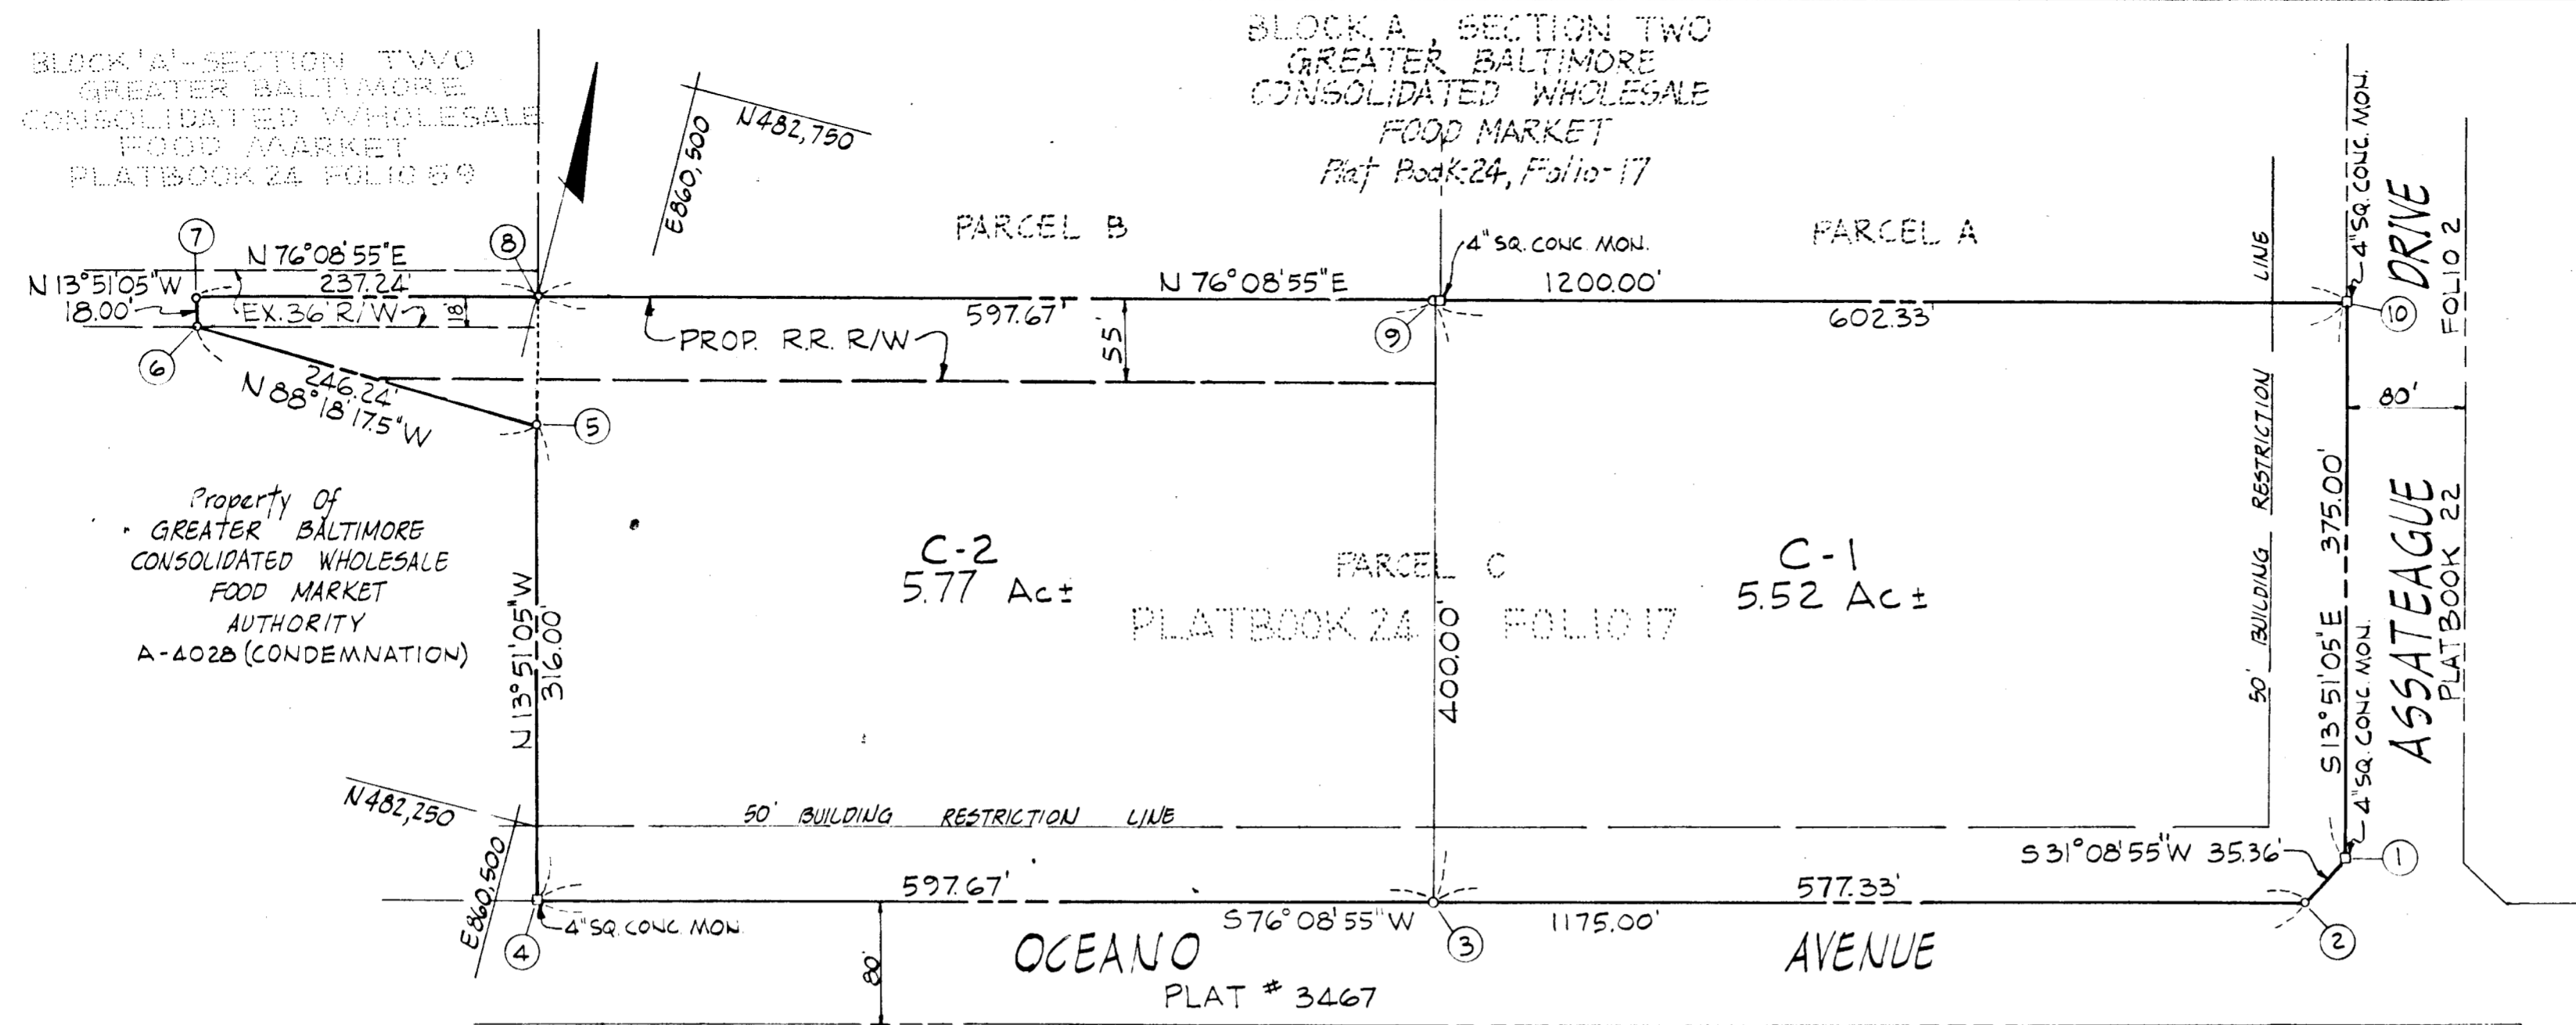 BLOCK 'A' - SECTION TWO
GREATER BALTIMORE
CONSOLIDATED WHOLESALE
FOOD MARKET
PLATBOOK 24 FOLIO 59
BLOCK A, SECTION TWO
GREATER BALTIMORE
CONSOLIDATED WHOLESALE
FOOD MARKET
Plat Book-24, Folio-17
N 482,750
E 860,500
PARCEL B
PARCEL A
4" SQ. CONC. MON.
4" SQ. CONC. MON.
7
8
N 76°08'55"E
237.24'
N 13°51'05"W
18.00'
EX. 36' R/W
18'
6
246.24'
N 88°18'17.5"W
5
N 76°08'55"E
1200.00'
597.67'
602.33'
9
10
PROP. R.R. R/W
55'
DRIVE
FOLIO 2
80'
ASSATEAGUE
PLATBOOK 22
50' BUILDING RESTRICTION LINE
S 13°51'05"E 375.00'
4" SQ. CONC. MON.
Property Of
GREATER BALTIMORE
CONSOLIDATED WHOLESALE
FOOD MARKET
AUTHORITY
A-4028 (CONDEMNATION)
N 13°51'05"W
316.00'
C-2
5.77 Ac±
PARCEL C
PLATBOOK 24 FOLIO 17
400.00'
C-1
5.52 Ac±
N 482,250
E 860,500
50' BUILDING RESTRICTION LINE
S 31°08'55"W 35.36'
1
597.67'
577.33'
4" SQ. CONC. MON.
S 76°08'55"W
1175.00'
4
3
2
80'
OCEANO AVENUE
PLAT # 3467